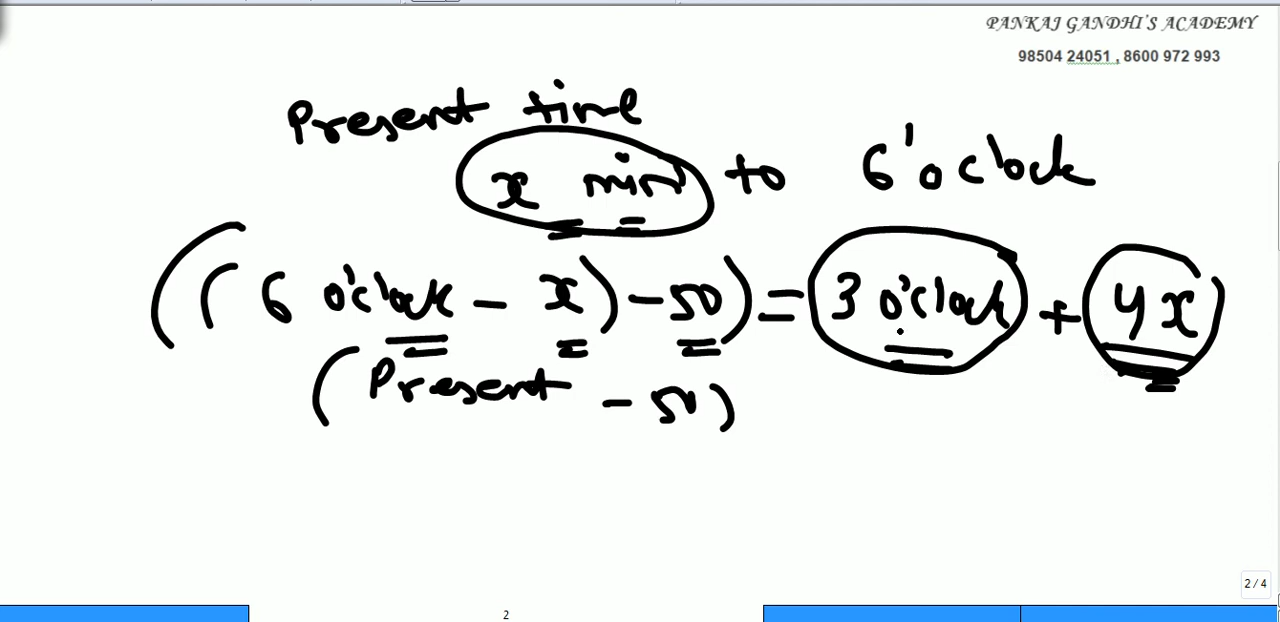 PANKAJ GANDHI'S ACADEMY
98504 24051 , 8600 972 993
Present time
x min to 6'oclock
((6 o'clock - x) - 50) = (3 o'clock + 4x)
(Present - 50)
2 / 4
2